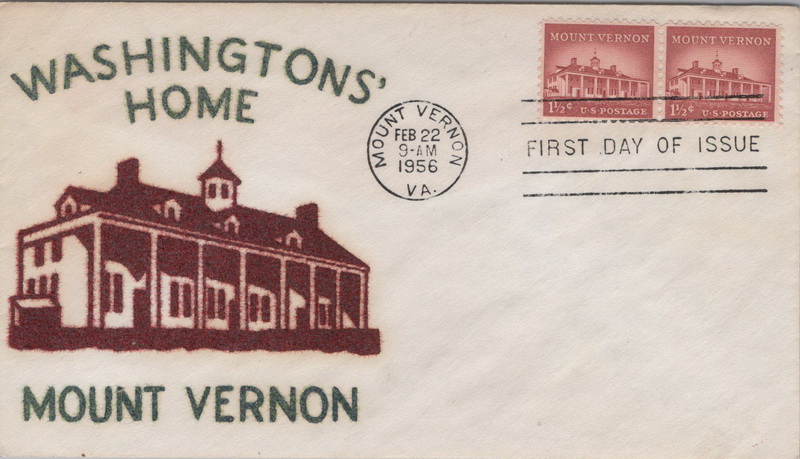 WASHINGTONS'
HOME
MOUNT VERNON
MOUNT VERNON
FEB 22
9-AM
1956
VA.
MOUNT VERNON
1½¢ U·S·POSTAGE
MOUNT VERNON
1½¢ U·S·POSTAGE
FIRST DAY OF ISSUE